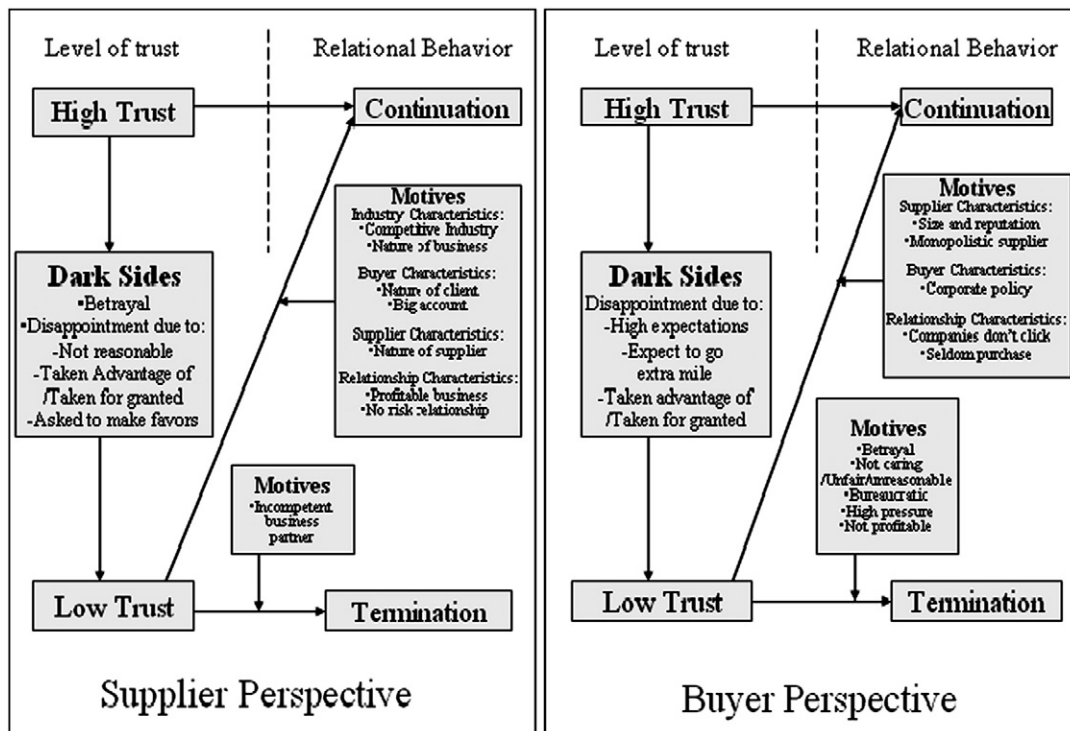 Level of trust
Relational Behavior
High Trust
Continuation
Motives
Industry Characteristics:
•Competitive Industry
•Nature of business
Buyer Characteristics:
•Nature of client
•Big account
Supplier Characteristics:
•Nature of supplier
Relationship Characteristics:
•Profitable business
•No risk relationship
Dark Sides
•Betrayal
•Disappointment due to:
-Not reasonable
-Taken Advantage of
/Taken for granted
-Asked to make favors
Motives
•Incompetent
business
partner
Low Trust
Termination
Supplier Perspective
Level of trust
Relational Behavior
High Trust
Continuation
Motives
Supplier Characteristics:
•Size and reputation
•Monopolistic supplier
Buyer Characteristics:
•Corporate policy
Relationship Characteristics:
•Companies don't click
•Seldom purchase
Dark Sides
Disappointment due to:
-High expectations
-Expect to go
extra mile
-Taken advantage of
/Taken for granted
Motives
•Betrayal
•Not caring
/Unfair/unreasonable
•Bureaucratic
•High pressure
•Not profitable
Low Trust
Termination
Buyer Perspective